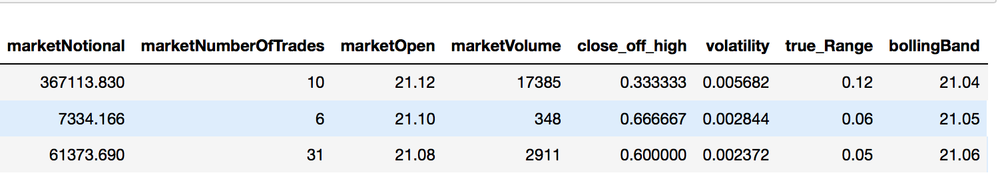 marketNotional marketNumberOfTrades marketOpen marketVolume close_off_high volatility true_Range bollingBand
367113.830 10 21.12 17385 0.333333 0.005682 0.12 21.04
7334.166 6 21.10 348 0.666667 0.002844 0.06 21.05
61373.690 31 21.08 2911 0.600000 0.002372 0.05 21.06